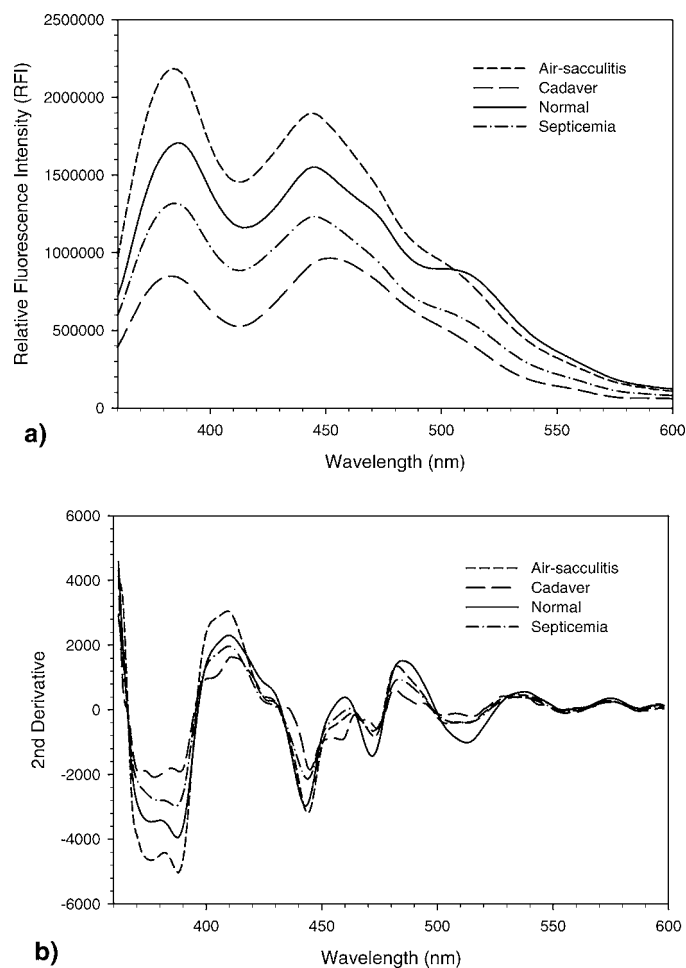 2500000
2000000
1500000
1000000
500000
0
Relative Fluorescence Intensity (RFI)
Air-sacculitis
Cadaver
Normal
Septicemia
400 450 500 550 600
Wavelength (nm)
a)
6000
4000
2000
0
-2000
-4000
-6000
2nd Derivative
Air-sacculitis
Cadaver
Normal
Septicemia
400 450 500 550 600
Wavelength (nm)
b)